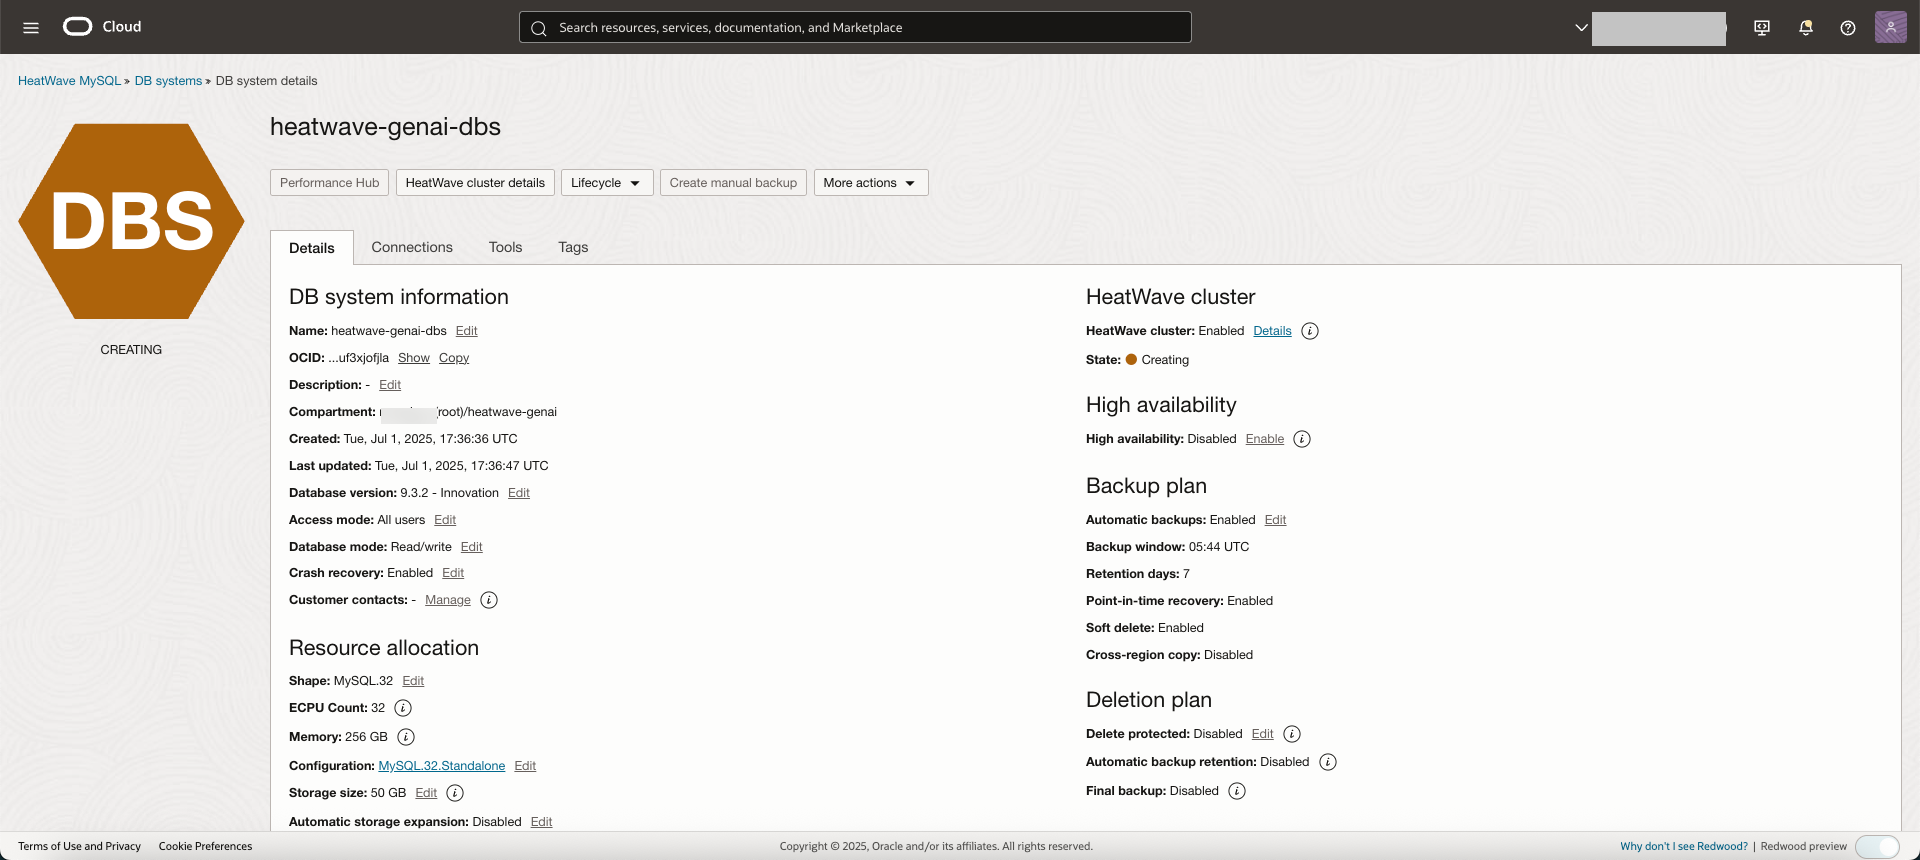 Cloud
Search resources, services, documentation, and Marketplace
HeatWave MySQL » DB systems » DB system details
DBS
CREATING
heatwave-genai-dbs
Performance Hub HeatWave cluster details Lifecycle Create manual backup More actions
Details Connections Tools Tags
DB system information
Name: heatwave-genai-dbs Edit
OCID: ...uf3xjofjla Show Copy
Description: - Edit
Compartment: root)/heatwave-genai
Created: Tue, Jul 1, 2025, 17:36:36 UTC
Last updated: Tue, Jul 1, 2025, 17:36:47 UTC
Database version: 9.3.2 - Innovation Edit
Access mode: All users Edit
Database mode: Read/write Edit
Crash recovery: Enabled Edit
Customer contacts: - Manage
Resource allocation
Shape: MySQL.32 Edit
ECPU Count: 32
Memory: 256 GB
Configuration: MySQL.32.Standalone Edit
Storage size: 50 GB Edit
Automatic storage expansion: Disabled Edit
HeatWave cluster
HeatWave cluster: Enabled Details
State: Creating
High availability
High availability: Disabled Enable
Backup plan
Automatic backups: Enabled Edit
Backup window: 05:44 UTC
Retention days: 7
Point-in-time recovery: Enabled
Soft delete: Enabled
Cross-region copy: Disabled
Deletion plan
Delete protected: Disabled Edit
Automatic backup retention: Disabled
Final backup: Disabled
Terms of Use and Privacy Cookie Preferences
Copyright © 2025, Oracle and/or its affiliates. All rights reserved.
Why don't I see Redwood? | Redwood preview